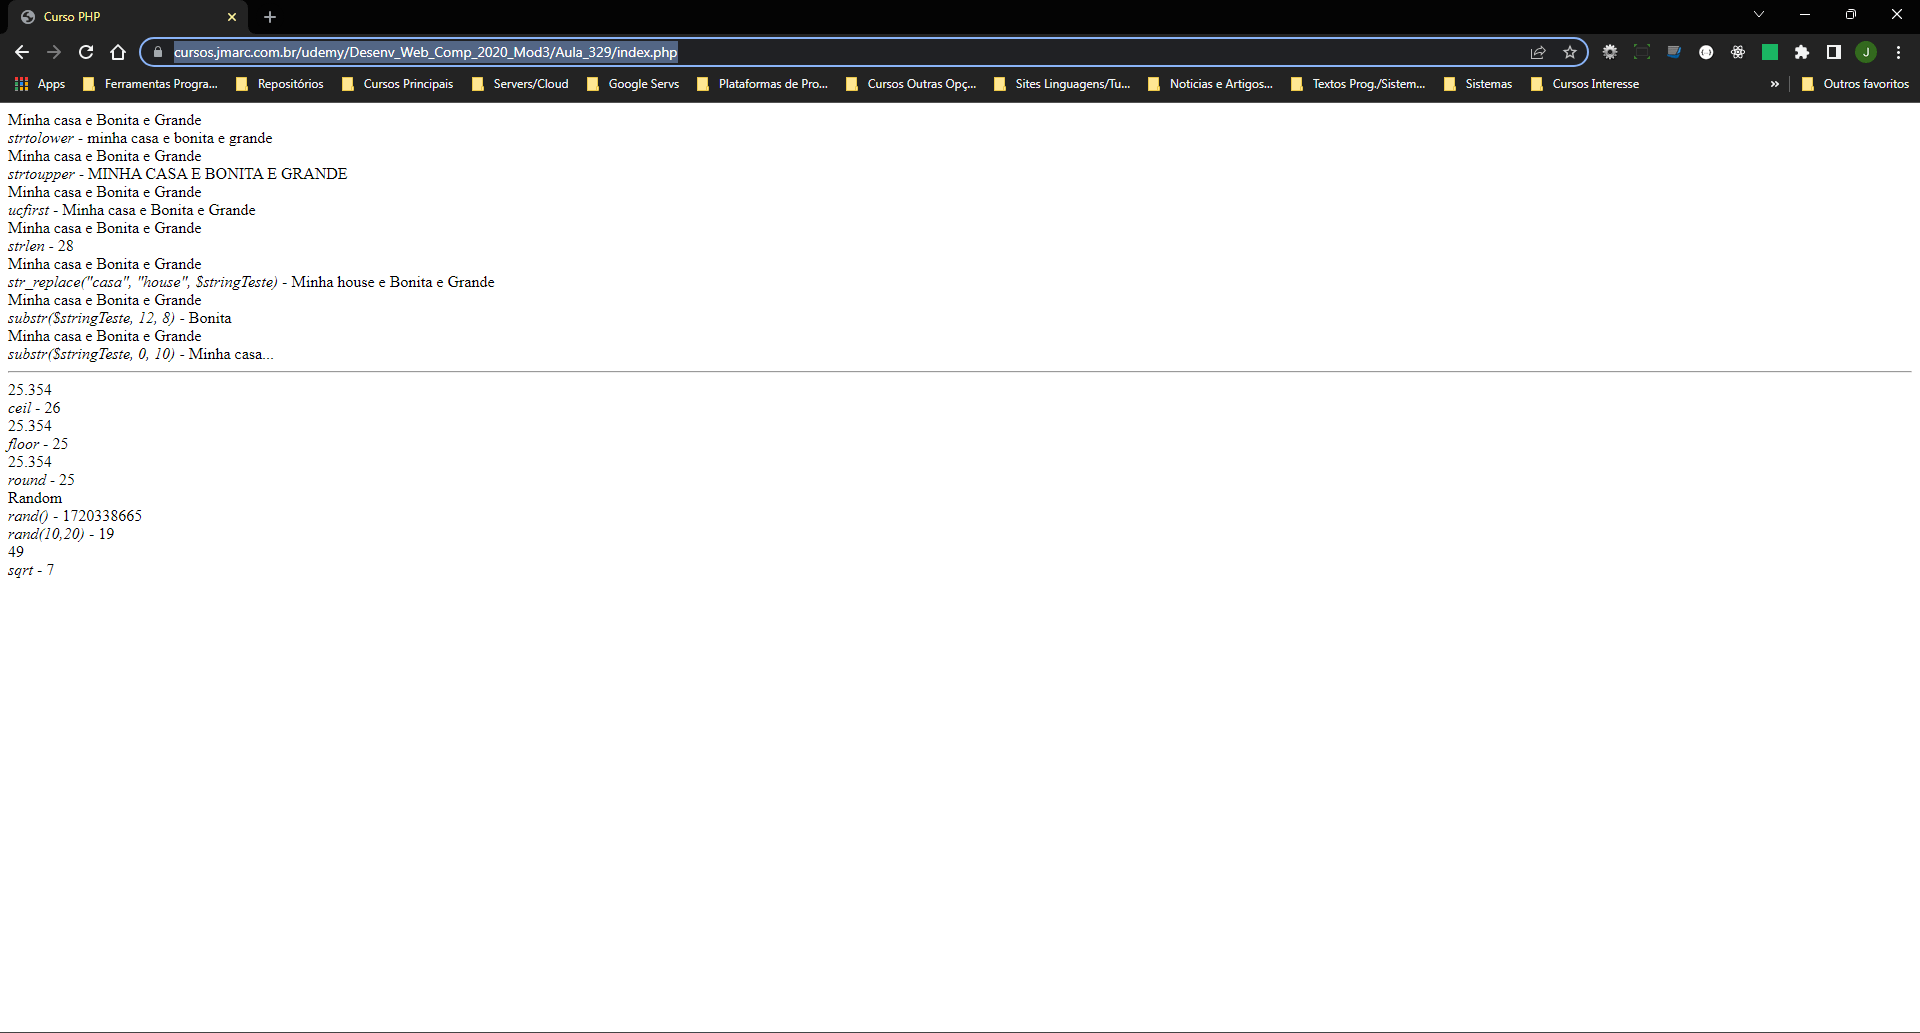 Curso PHP
cursos.jmarc.com.br/udemy/Desenv_Web_Comp_2020_Mod3/Aula_329/index.php
J
Apps Ferramentas Progra... Repositórios Cursos Principais Servers/Cloud Google Servs Plataformas de Pro... Cursos Outras Opç... Sites Linguagens/Tu... Noticias e Artigos... Textos Prog./Sistem... Sistemas Cursos Interesse » Outros favoritos
Minha casa e Bonita e Grande
strtolower - minha casa e bonita e grande
Minha casa e Bonita e Grande
strtoupper - MINHA CASA E BONITA E GRANDE
Minha casa e Bonita e Grande
ucfirst - Minha casa e Bonita e Grande
Minha casa e Bonita e Grande
strlen - 28
Minha casa e Bonita e Grande
str_replace("casa", "house", $stringTeste) - Minha house e Bonita e Grande
Minha casa e Bonita e Grande
substr($stringTeste, 12, 8) - Bonita
Minha casa e Bonita e Grande
substr($stringTeste, 0, 10) - Minha casa...
25.354
ceil - 26
25.354
floor - 25
25.354
round - 25
Random
rand() - 1720338665
rand(10,20) - 19
49
sqrt - 7